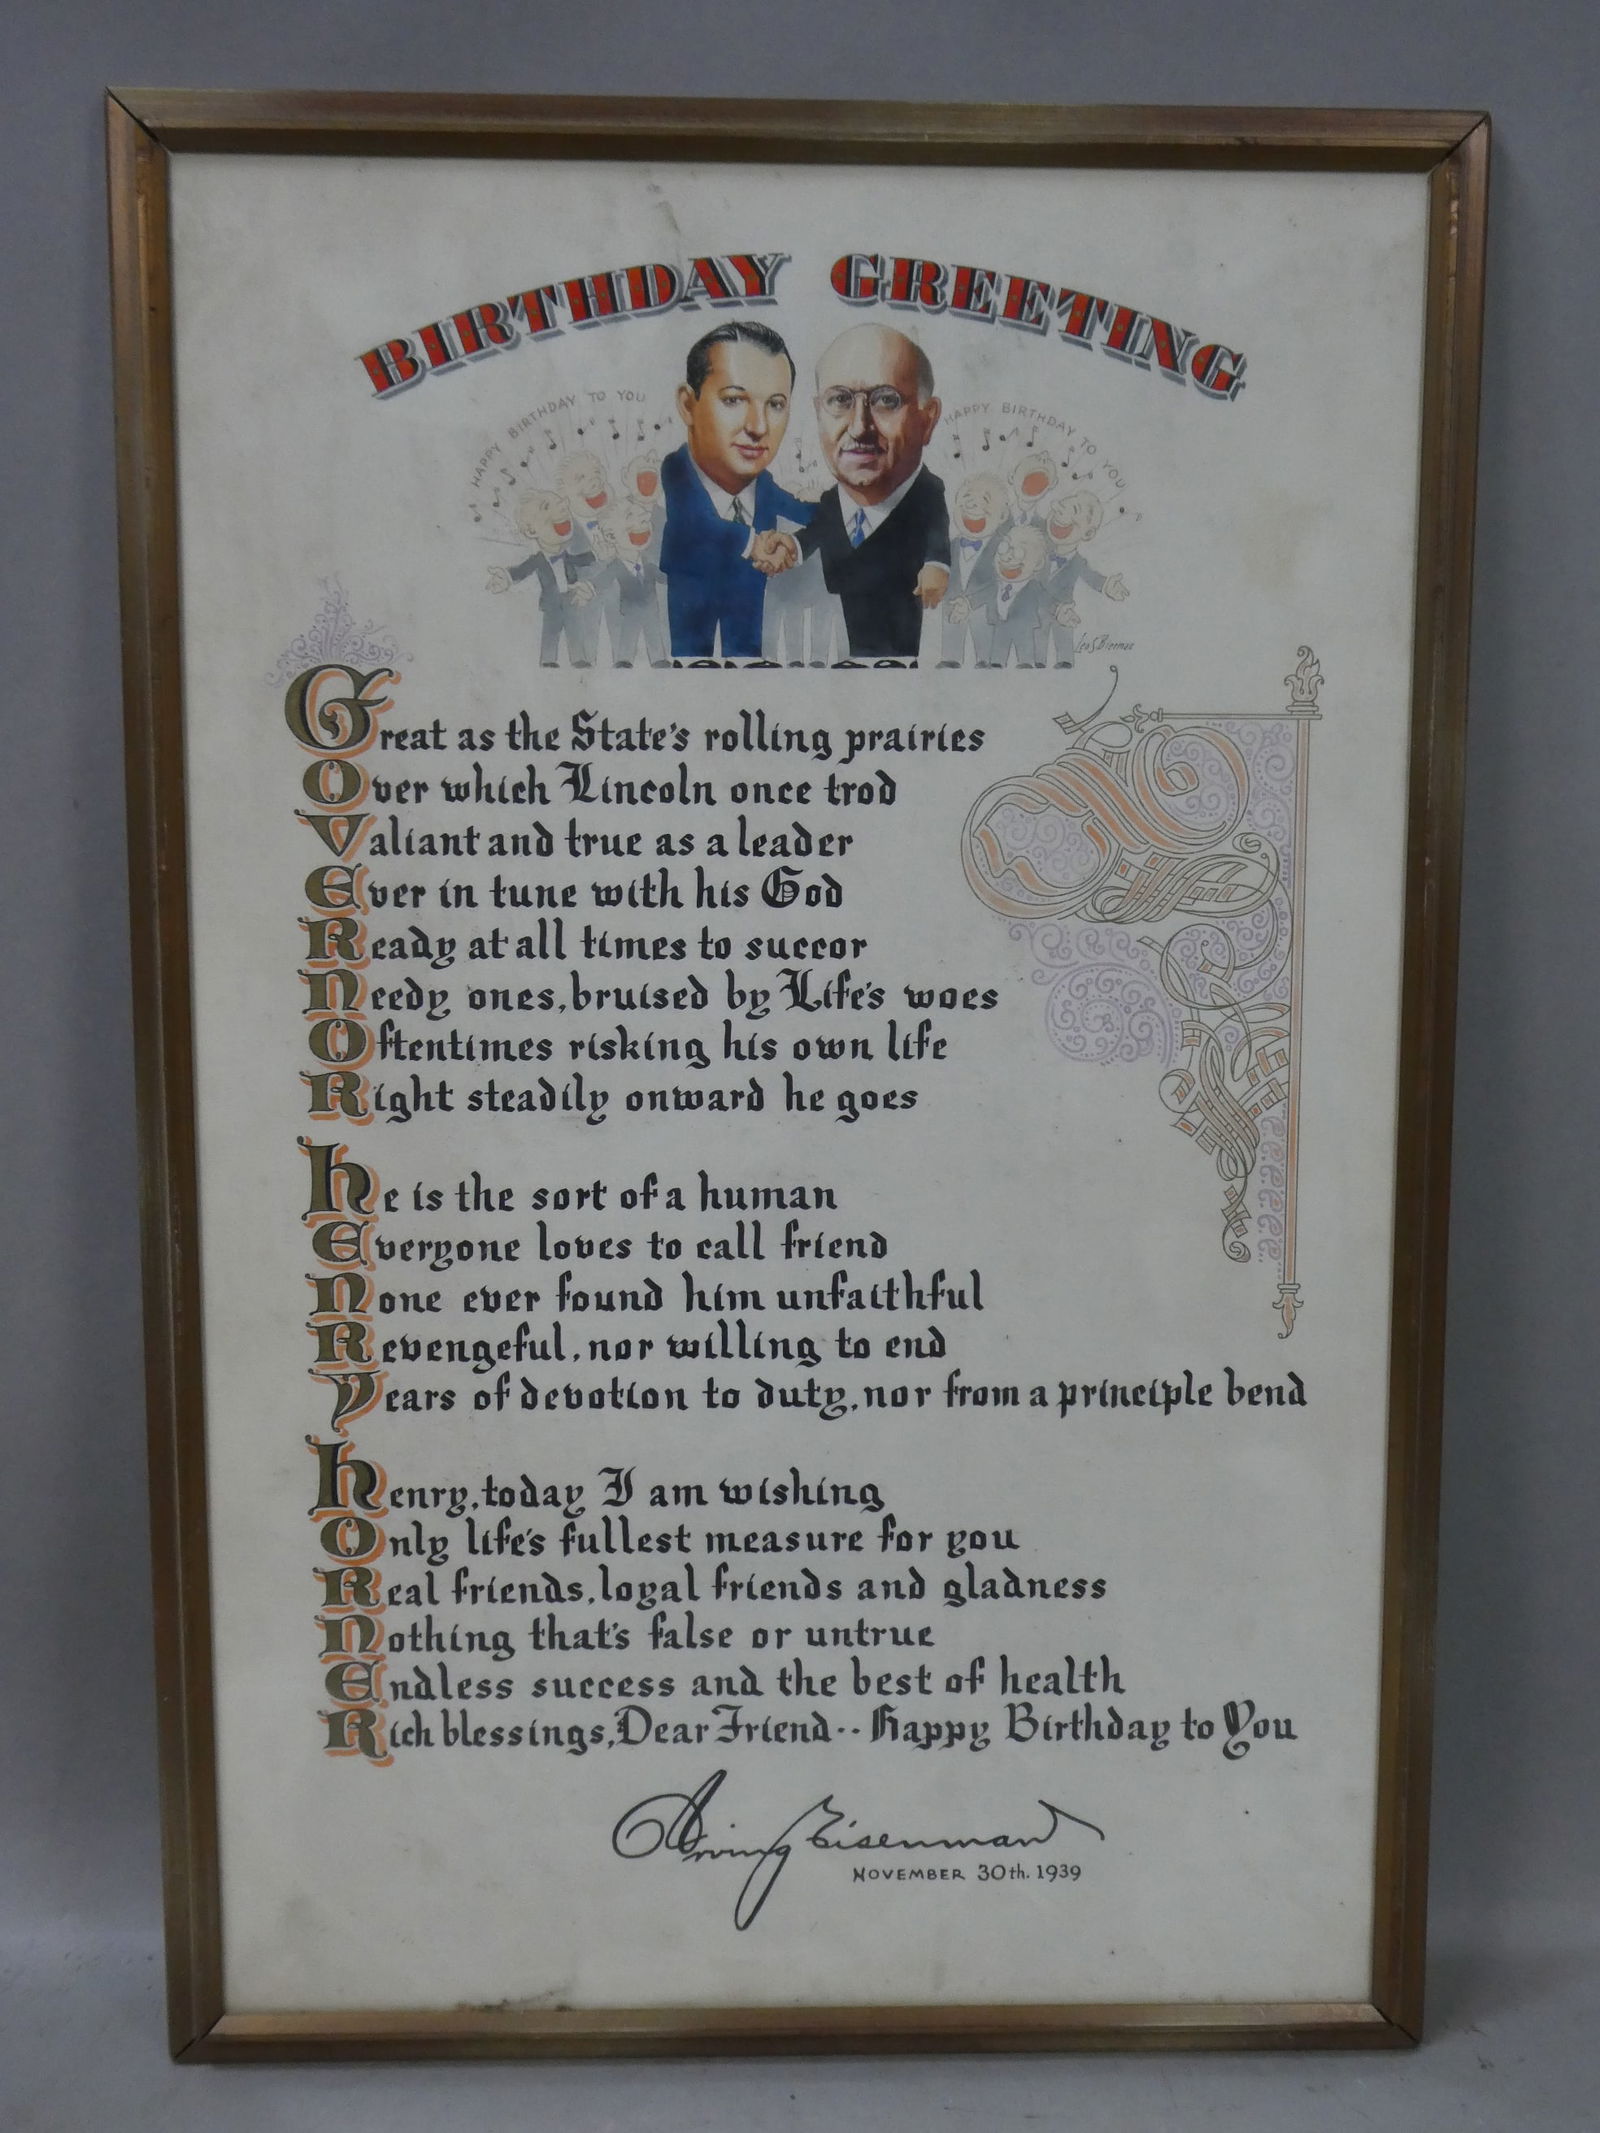 BIRTHDAY GREETING
HAPPY BIRTHDAY TO YOU
HAPPY BIRTHDAY TO YOU
Leo S. Bierman
Great as the State's rolling prairies
Over which Lincoln once trod
Valiant and true as a leader
Ever in tune with his God
Ready at all times to succor
Needy ones, bruised by Life's woes
Oftentimes risking his own life
Right steadily onward he goes
He is the sort of a human
Everyone loves to call friend
None ever found him unfaithful
Revengeful, nor willing to end
Years of devotion to duty, nor from a principle bend
Henry, today I am wishing
Only life's fullest measure for you
Real friends, loyal friends and gladness
Nothing that's false or untrue
Endless success and the best of health
Rich blessings, Dear Friend-- Happy Birthday to You
Irving Eisenman
NOVEMBER 30th. 1939